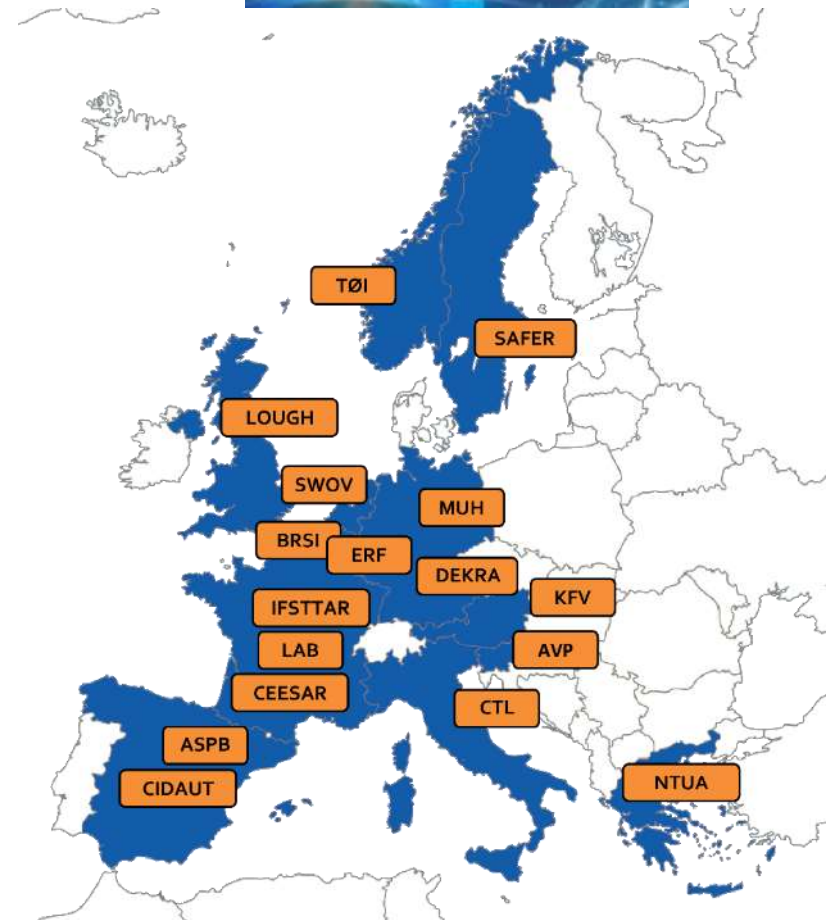 TØI
SAFER
LOUGH
SWOV
MUH
BRSI
ERF
DEKRA
KFV
IFSTTAR
LAB
AVP
CEESAR
CTL
ASPB
NTUA
CIDAUT